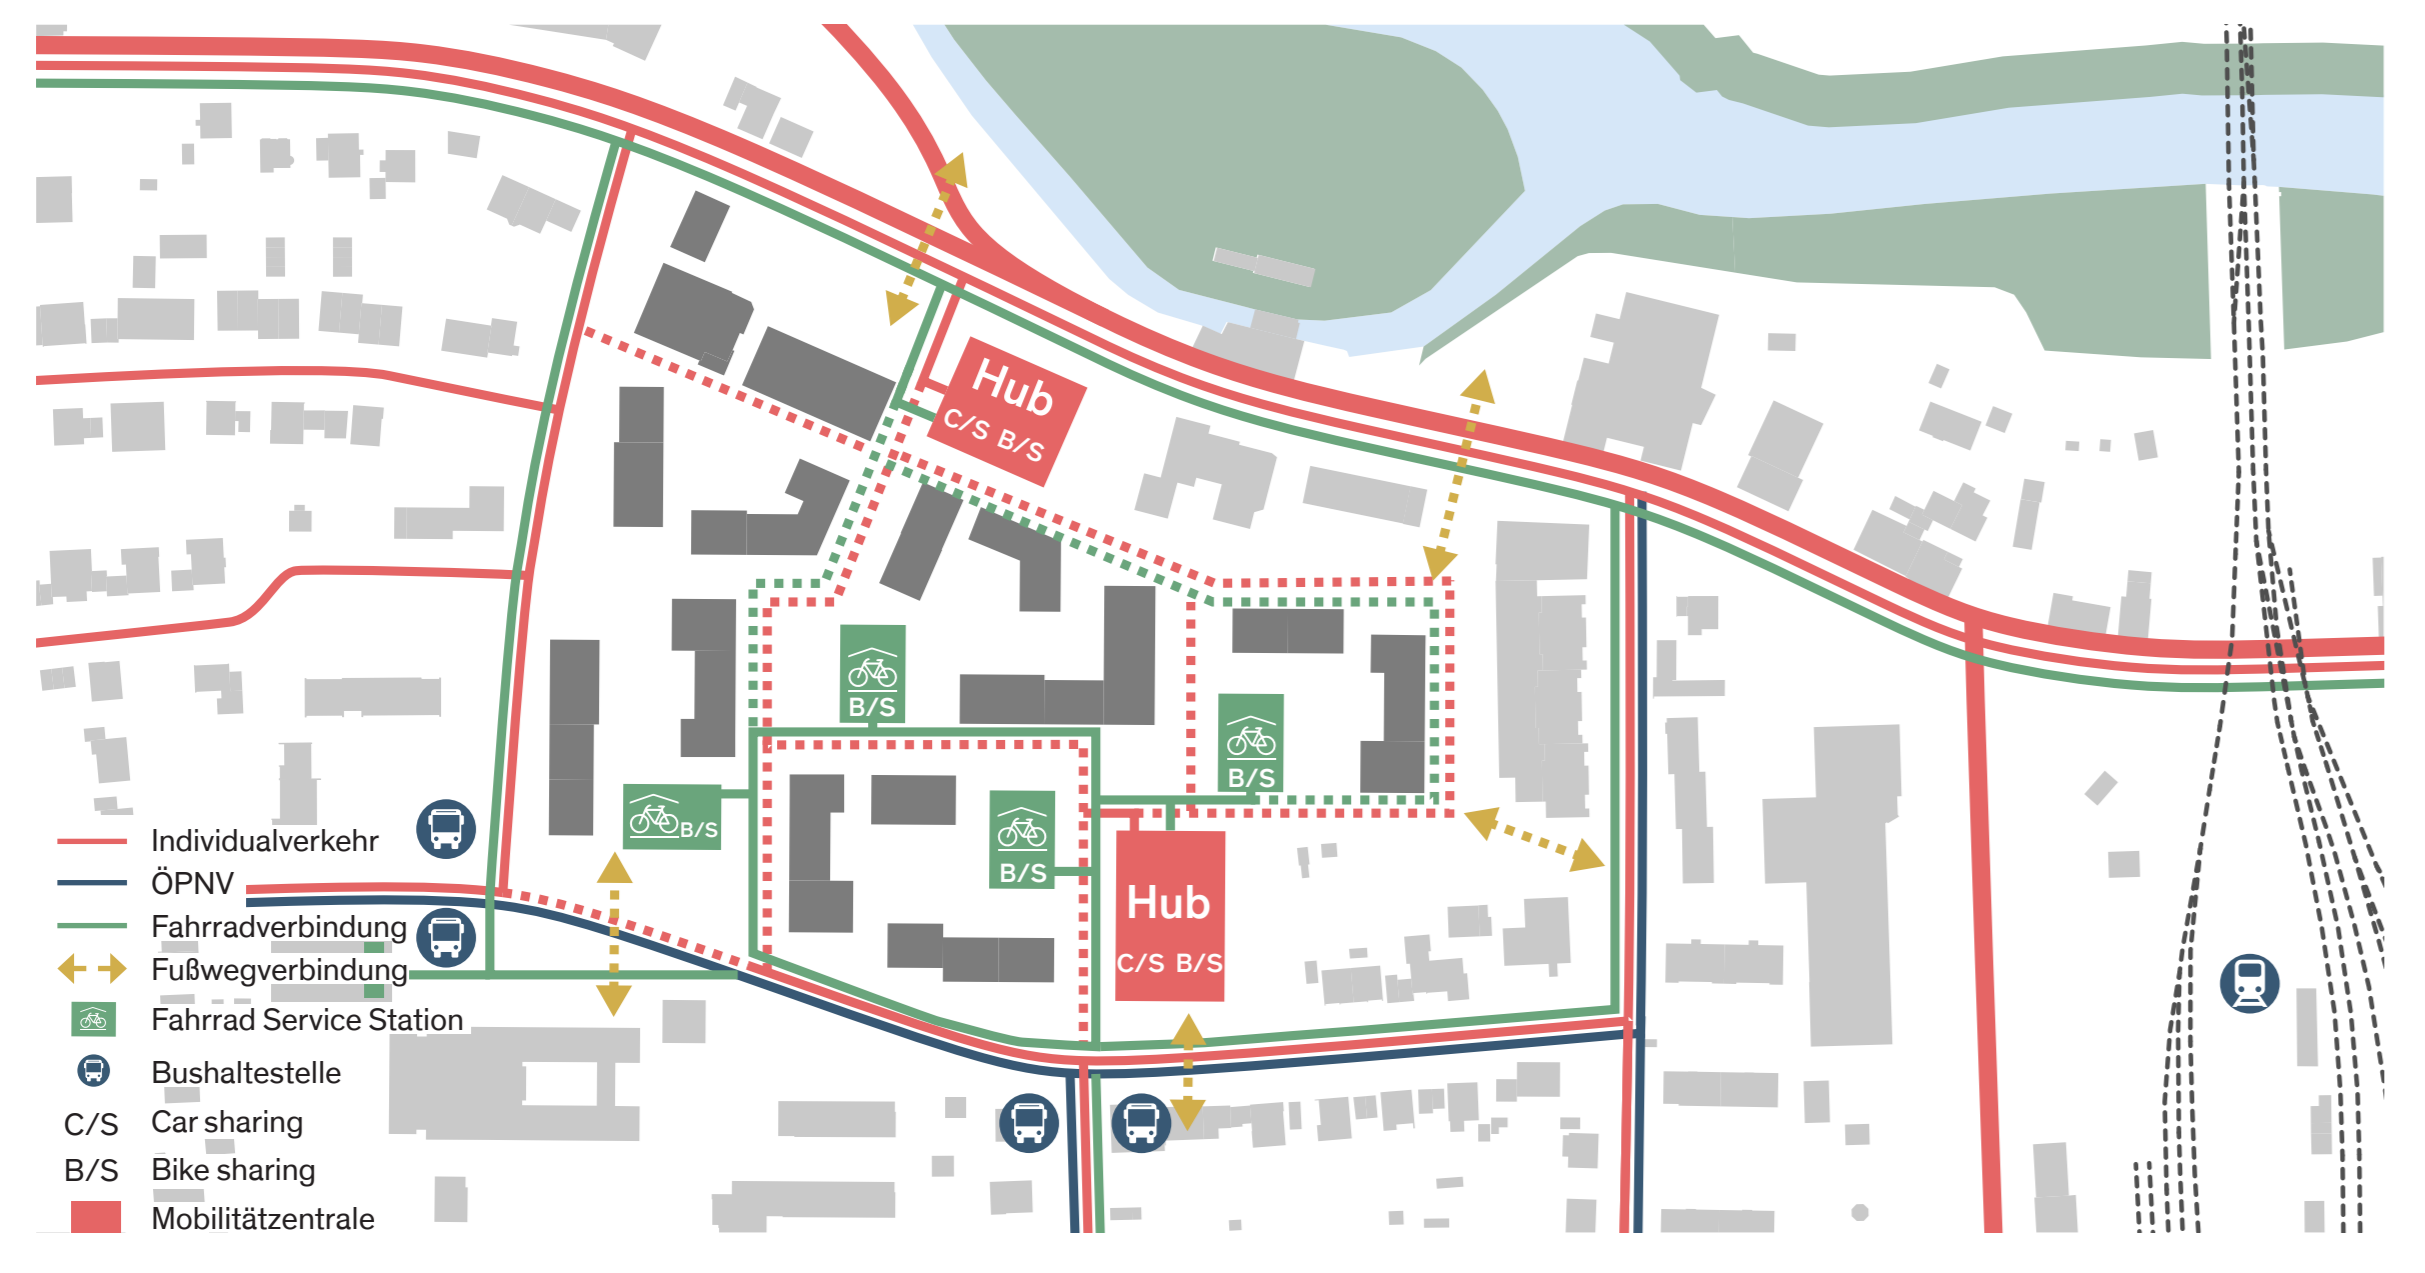 Hub
C/S B/S
B/S
B/S
B/S
B/S
Hub
C/S B/S
Individualverkehr
ÖPNV
Fahrradverbindung
Fußwegverbindung
Fahrrad Service Station
Bushaltestelle
C/S Car sharing
B/S Bike sharing
Mobilitätzentrale